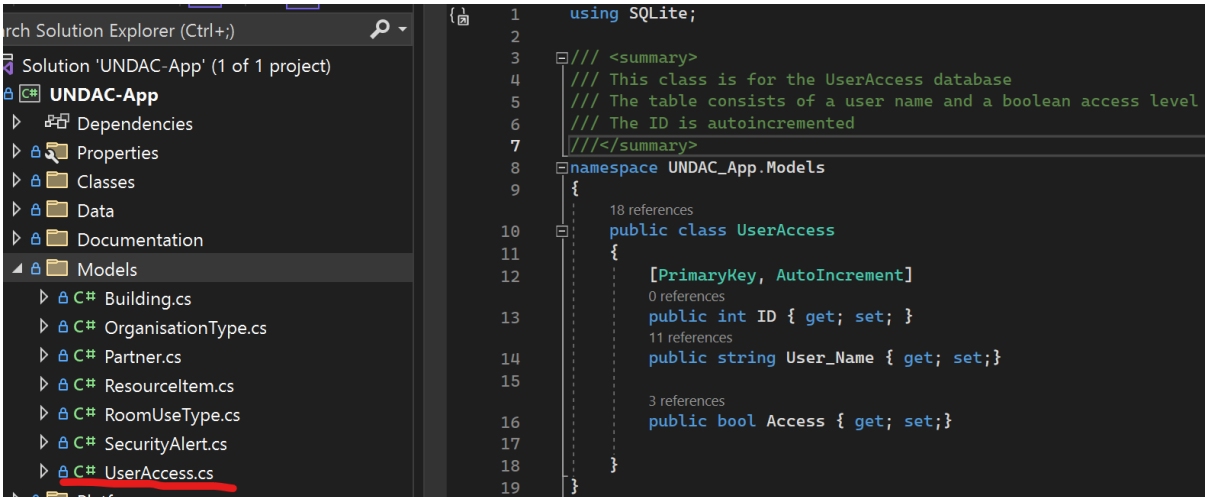 rch Solution Explorer (Ctrl+;)
Solution 'UNDAC-App' (1 of 1 project)
C# UNDAC-App
Dependencies
Properties
Classes
Data
Documentation
Models
C# Building.cs
C# OrganisationType.cs
C# Partner.cs
C# ResourceItem.cs
C# RoomUseType.cs
C# SecurityAlert.cs
C# UserAccess.cs
1 using SQLite;
2
3 /// <summary>
4 /// This class is for the UserAccess database
5 /// The table consists of a user name and a boolean access level
6 /// The ID is autoincremented
7 ///</summary>
8 namespace UNDAC_App.Models
9 {
18 references
10 public class UserAccess
11 {
12 [PrimaryKey, AutoIncrement]
0 references
13 public int ID { get; set; }
11 references
14 public string User_Name { get; set;}
15
3 references
16 public bool Access { get; set;}
17
18 }
19 }